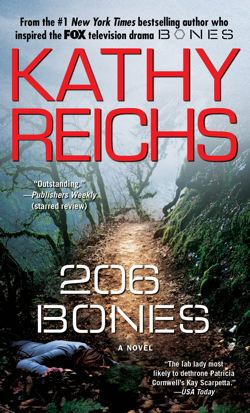 From the #1 New York Times bestselling author who
inspired the FOX television drama BONES
KATHY
REICHS
"Outstanding."
—Publishers Weekly
(starred review)
206
BONES
A NOVEL
"The lab lady most
likely to dethrone Patricia
Cornwell's Kay Scarpetta."
—USA Today